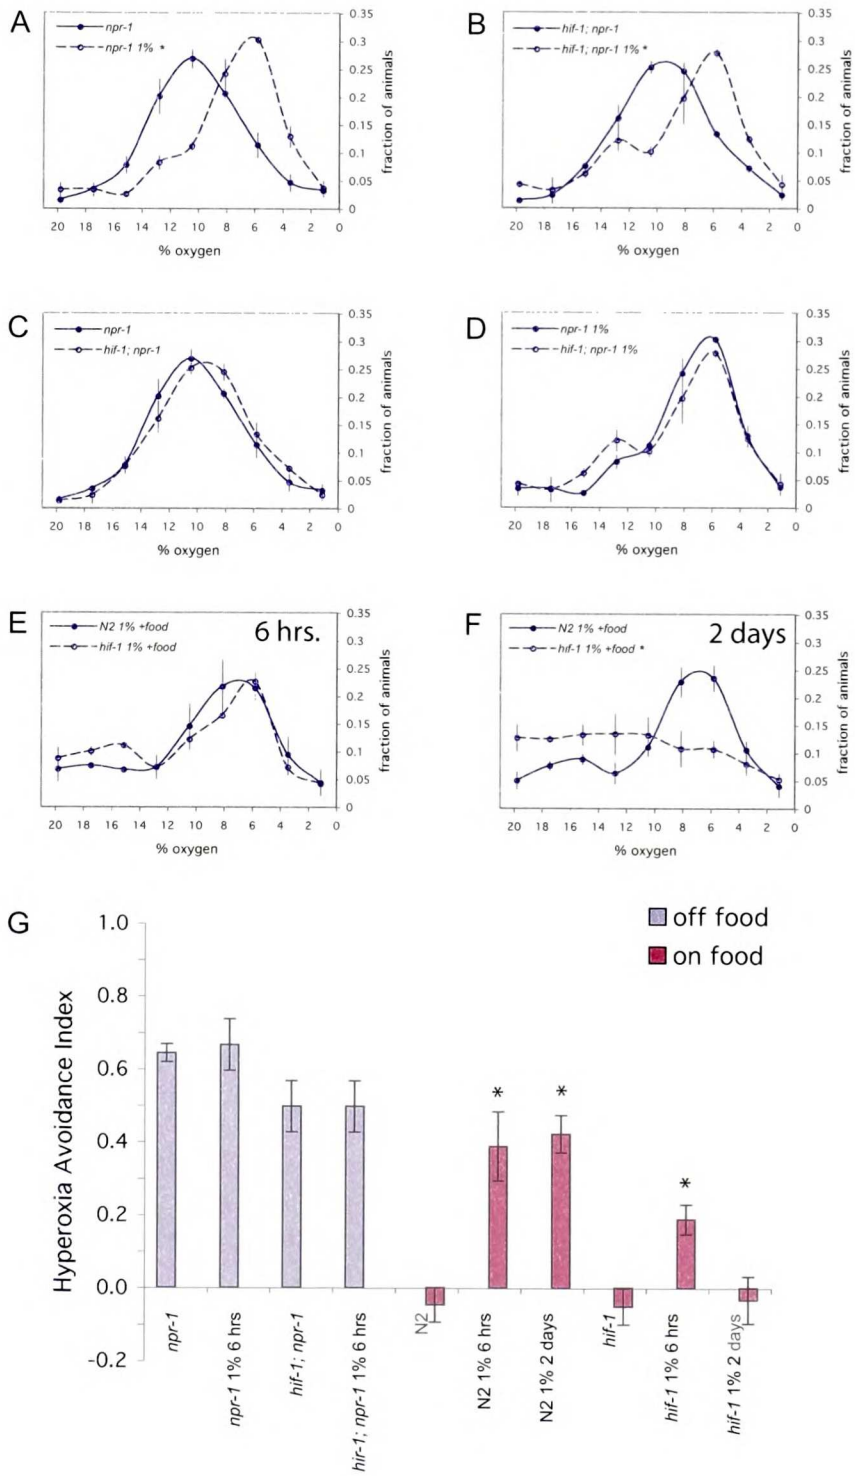 A
npr-1
npr-1 1% *
0.35
0.3
0.25
0.2
0.15
0.1
0.05
0
fraction of animals
20 18 16 14 12 10 8 6 4 2 0
% oxygen
B
hif-1; npr-1
hif-1; npr-1 1% *
0.35
0.3
0.25
0.2
0.15
0.1
0.05
0
fraction of animals
20 18 16 14 12 10 8 6 4 2 0
% oxygen
C
npr-1
hif-1; npr-1
0.35
0.3
0.25
0.2
0.15
0.1
0.05
0
fraction of animals
20 18 16 14 12 10 8 6 4 2 0
% oxygen
D
npr-1 1%
hif-1; npr-1 1%
0.35
0.3
0.25
0.2
0.15
0.1
0.05
0
fraction of animals
20 18 16 14 12 10 8 6 4 2 0
% oxygen
E
N2 1% +food
hif-1 1% +food
6 hrs.
0.35
0.3
0.25
0.2
0.15
0.1
0.05
0
fraction of animals
20 18 16 14 12 10 8 6 4 2 0
% oxygen
F
N2 1% +food
hif-1 1% +food *
2 days
0.35
0.3
0.25
0.2
0.15
0.1
0.05
0
fraction of animals
20 18 16 14 12 10 8 6 4 2 0
% oxygen
G
off food
on food
Hyperoxia Avoidance Index
1.0
0.8
0.6
0.4
0.2
0.0
-0.2
* * *
npr-1
npr-1 1% 6 hrs
hif-1; npr-1
hir-1; npr-1 1% 6 hrs
N2
N2 1% 6 hrs
N2 1% 2 days
hif-1
hif-1 1% 6 hrs
hif-1 1% 2 days